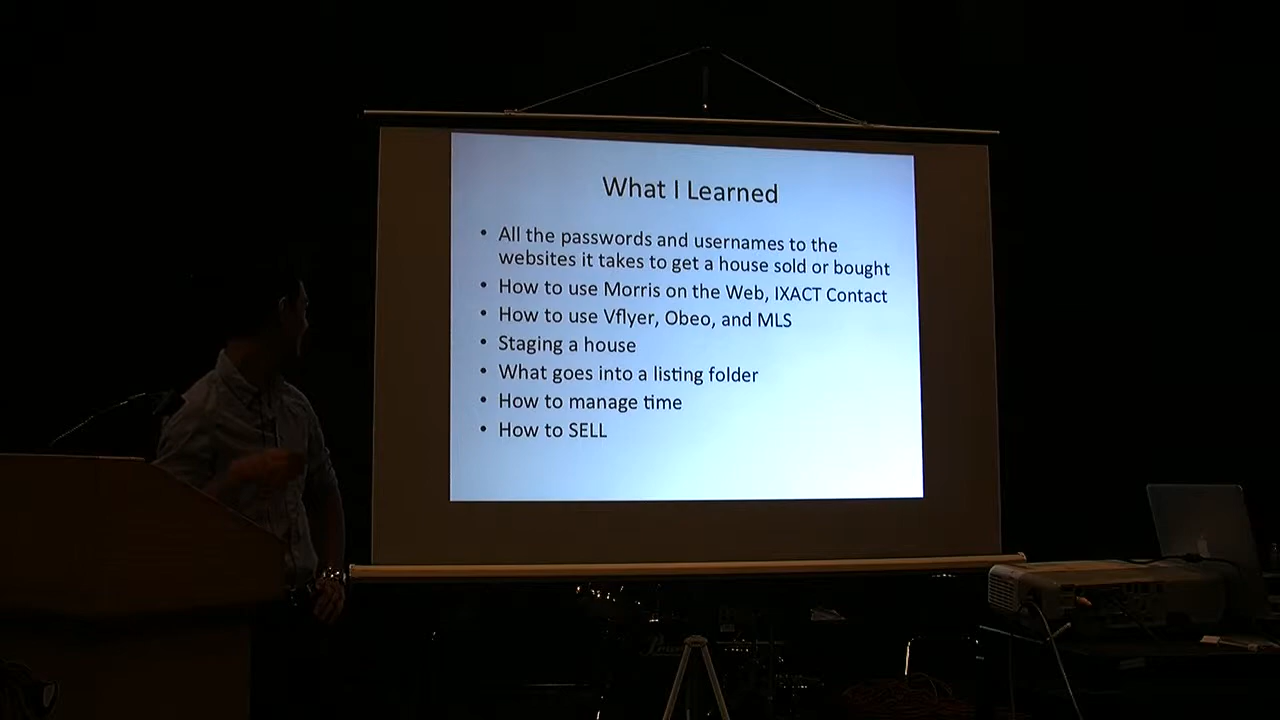 What I Learned
• All the passwords and usernames to the
websites it takes to get a house sold or bought
• How to use Morris on the Web, IXACT Contact
• How to use Vflyer, Obeo, and MLS
• Staging a house
• What goes into a listing folder
• How to manage time
• How to SELL